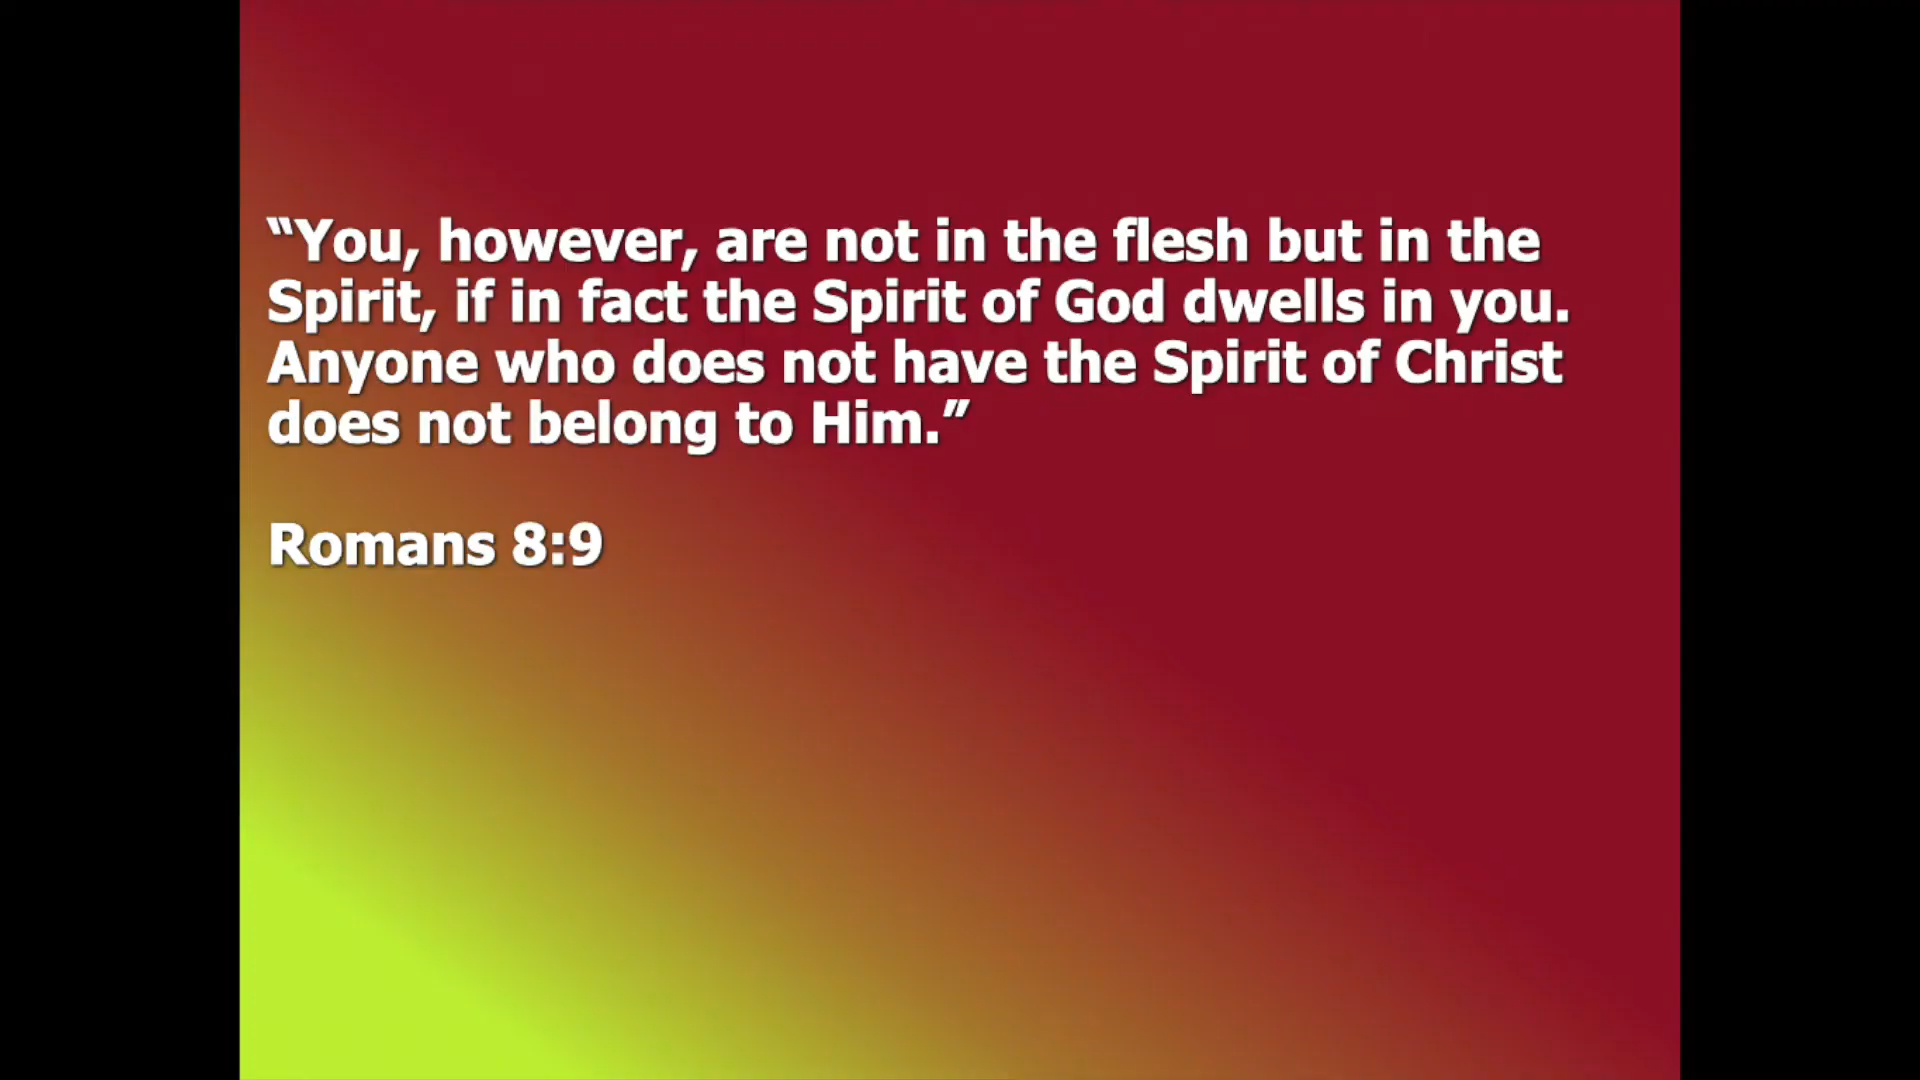 “You, however, are not in the flesh but in the
Spirit, if in fact the Spirit of God dwells in you.
Anyone who does not have the Spirit of Christ
does not belong to Him.”
Romans 8:9